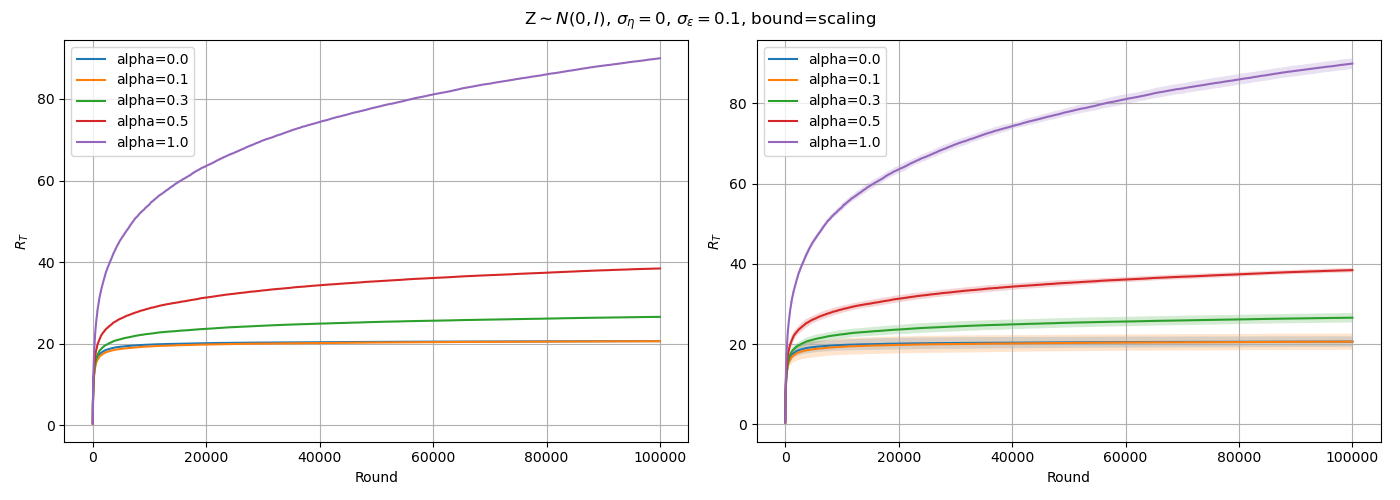 Z ∼ N(0, I), σ_η = 0, σ_ε = 0.1, bound=scaling
alpha=0.0
alpha=0.1
alpha=0.3
alpha=0.5
alpha=1.0
80
60
40
20
0
R_T
0
20000
40000
60000
80000
100000
Round
alpha=0.0
alpha=0.1
alpha=0.3
alpha=0.5
alpha=1.0
80
60
40
20
0
R_T
0
20000
40000
60000
80000
100000
Round